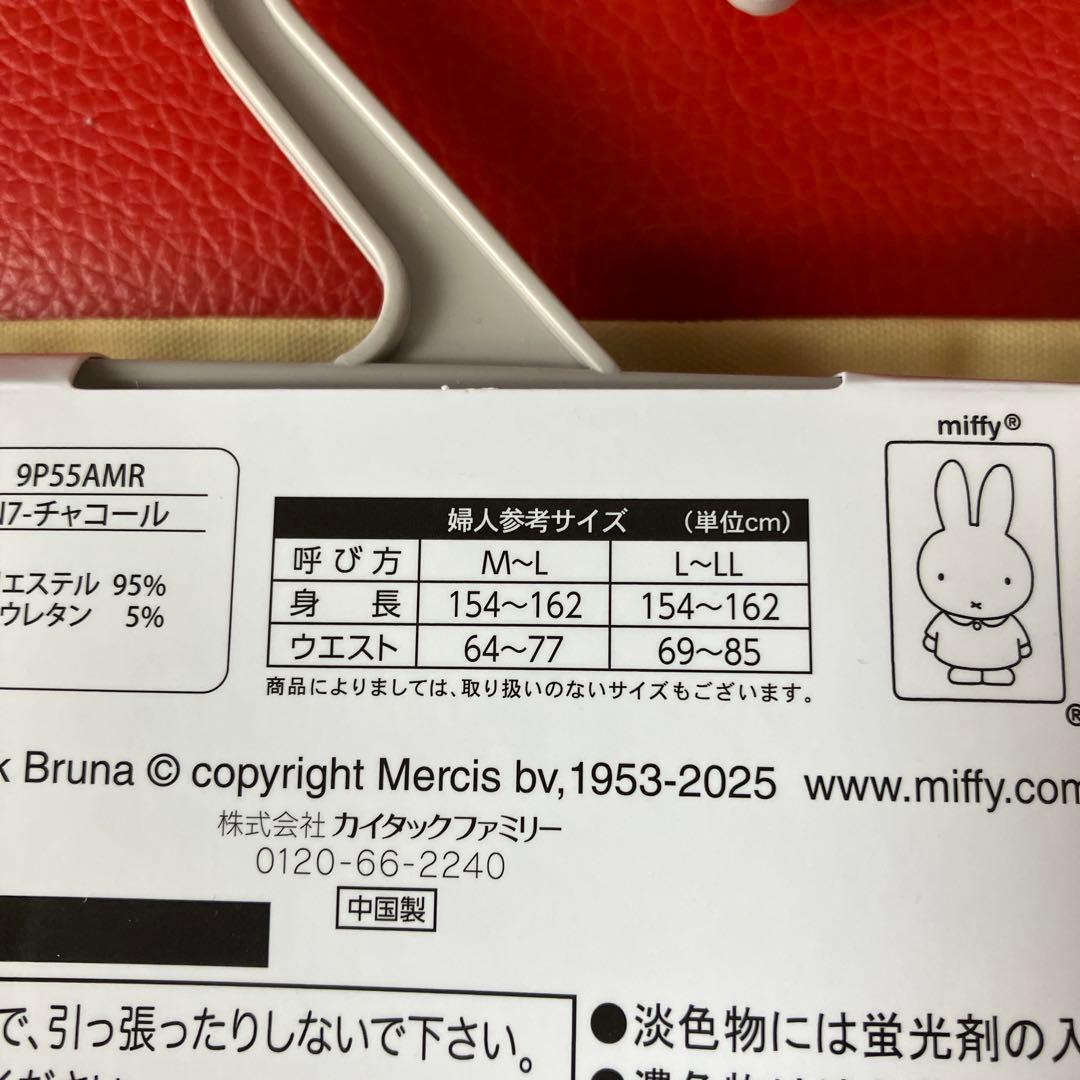 miffy®
9P55AMR
7-チャコール
エステル 95%
ウレタン 5%
婦人参考サイズ (単位cm)
呼び方 M~L L~LL
身長 154~162 154~162
ウエスト 64~77 69~85
商品によりましては、取り扱いのないサイズもございます。
®
k Bruna © copyright Mercis bv,1953-2025 www.miffy.com
株式会社 カイタックファミリー
0120-66-2240
中国製
で、引っ張ったりしないで下さい。
●淡色物には蛍光剤の入